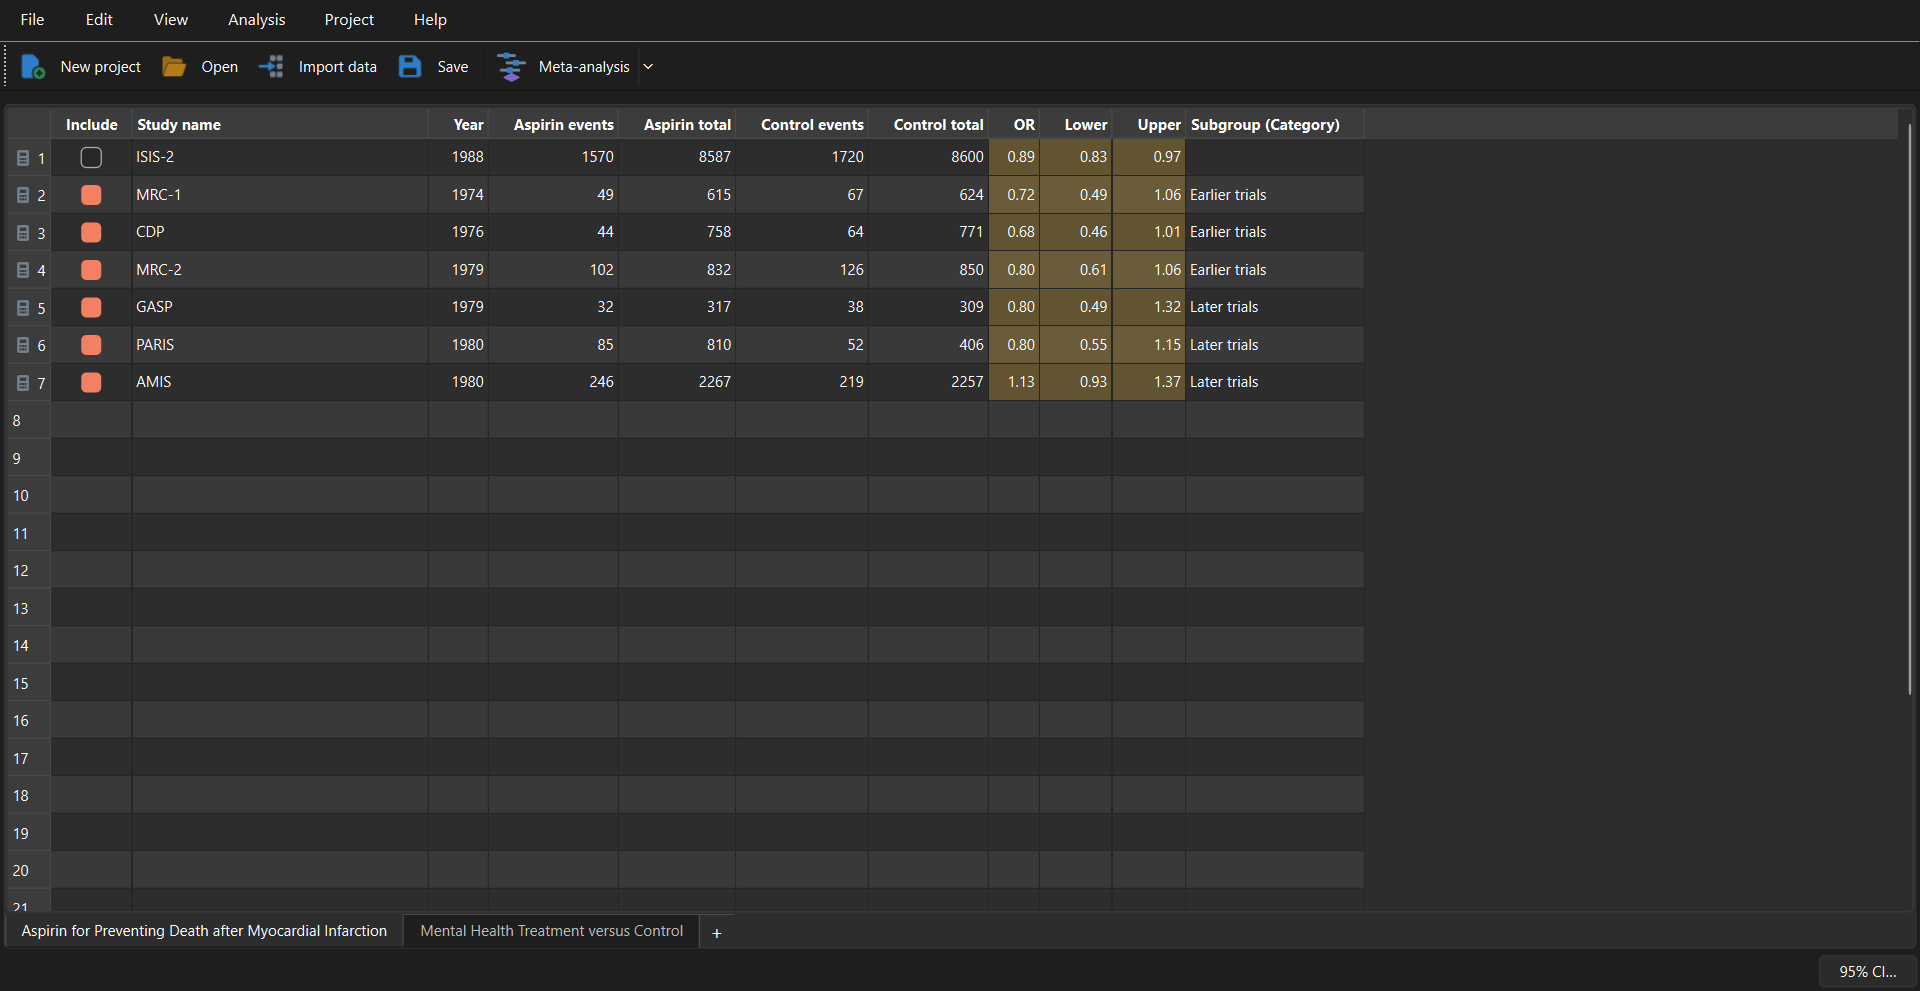 File Edit View Analysis Project Help
New project Open Import data Save Meta-analysis
Include Study name Year Aspirin events Aspirin total Control events Control total OR Lower Upper Subgroup (Category)
1 ISIS-2 1988 1570 8587 1720 8600 0.89 0.83 0.97
2 MRC-1 1974 49 615 67 624 0.72 0.49 1.06 Earlier trials
3 CDP 1976 44 758 64 771 0.68 0.46 1.01 Earlier trials
4 MRC-2 1979 102 832 126 850 0.80 0.61 1.06 Earlier trials
5 GASP 1979 32 317 38 309 0.80 0.49 1.32 Later trials
6 PARIS 1980 85 810 52 406 0.80 0.55 1.15 Later trials
7 AMIS 1980 246 2267 219 2257 1.13 0.93 1.37 Later trials
8
9
10
11
12
13
14
15
16
17
18
19
20
21
Aspirin for Preventing Death after Myocardial Infarction Mental Health Treatment versus Control +
95% CI...